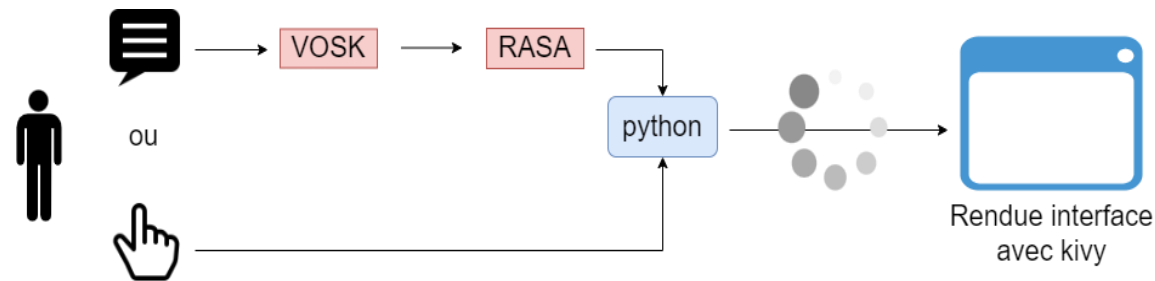 VOSK
RASA
ou
python
Rendue interface
avec kivy